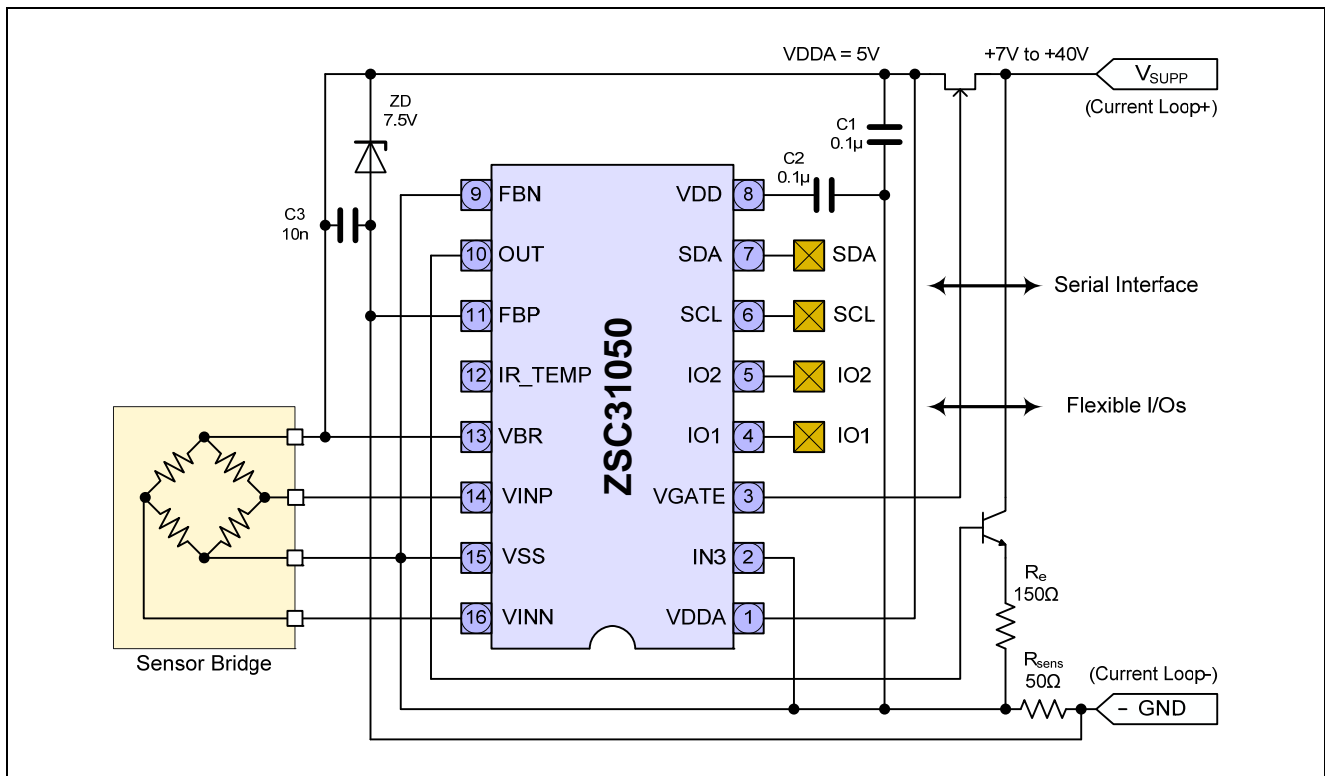 VDDA = 5V
+7V to +40V
V_SUPP
(Current Loop+)
ZD
7.5V
C1
0.1µ
C2
0.1µ
C3
10n
9 FBN
VDD 8
10 OUT
SDA 7
SDA
11 FBP
SCL 6
SCL
12 IR_TEMP
IO2 5
IO2
13 VBR
IO1 4
IO1
14 VINP
VGATE 3
15 VSS
IN3 2
16 VINN
VDDA 1
ZSC31050
Serial Interface
Flexible I/Os
Sensor Bridge
Re
150Ω
Rsens
50Ω
(Current Loop-)
– GND